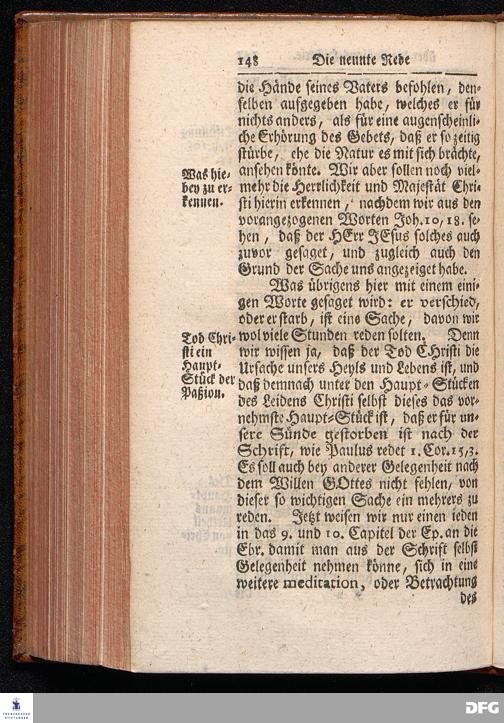 148 Die neunte Rede
die Hände seines Vaters befohlen, den-
selben aufgegeben habe, welches er für
nichts anders, als für eine augenscheinli-
che Erhörung des Gebets, daß er so zeitig
stürbe, ehe die Natur es mit sich brächte,
ansehen könte. Wir aber sollen noch viel-
mehr die Herrlichkeit und Majestät Chri-
sti hierin erkennen, nachdem wir aus den
vorangezogenen Worten Joh. 10, 18. se-
hen, daß der HErr JEsus solches auch
zuvor gesaget, und zugleich auch den
Grund der Sache uns angezeiget habe.
Was hie-
bey zu er-
kennen.
Was übrigens hier mit einem eini-
gen Worte gesaget wird: er verschied,
oder er starb, ist eine Sache, davon wir
wol viele Stunden reden solten. Denn
wir wissen ja, daß der Tod CHristi die
Ursache unsers Heyls und Lebens ist, und
daß demnach unter den Haupt-Stücken
des Leidens Christi selbst dieses das vor-
nehmste Haupt-Stück ist, daß er für un-
sere Sünde gestorben ist nach der
Schrift, wie Paulus redet 1. Cor. 15, 3.
Es soll auch bey anderer Gelegenheit nach
dem Willen GOttes nicht fehlen, von
dieser so wichtigen Sache ein mehrers zu
reden. Jetzt weisen wir nur einen ieden
in das 9. und 10. Capitel der Ep. an die
Ebr. damit man aus der Schrift selbst
Gelegenheit nehmen könne, sich in eine
weitere meditation, oder Betrachtung
des
Tod Chri-
sti ein
Haupt-
Stück der
Paßion.
FRANCKESCHE
STIFTUNGEN
DFG